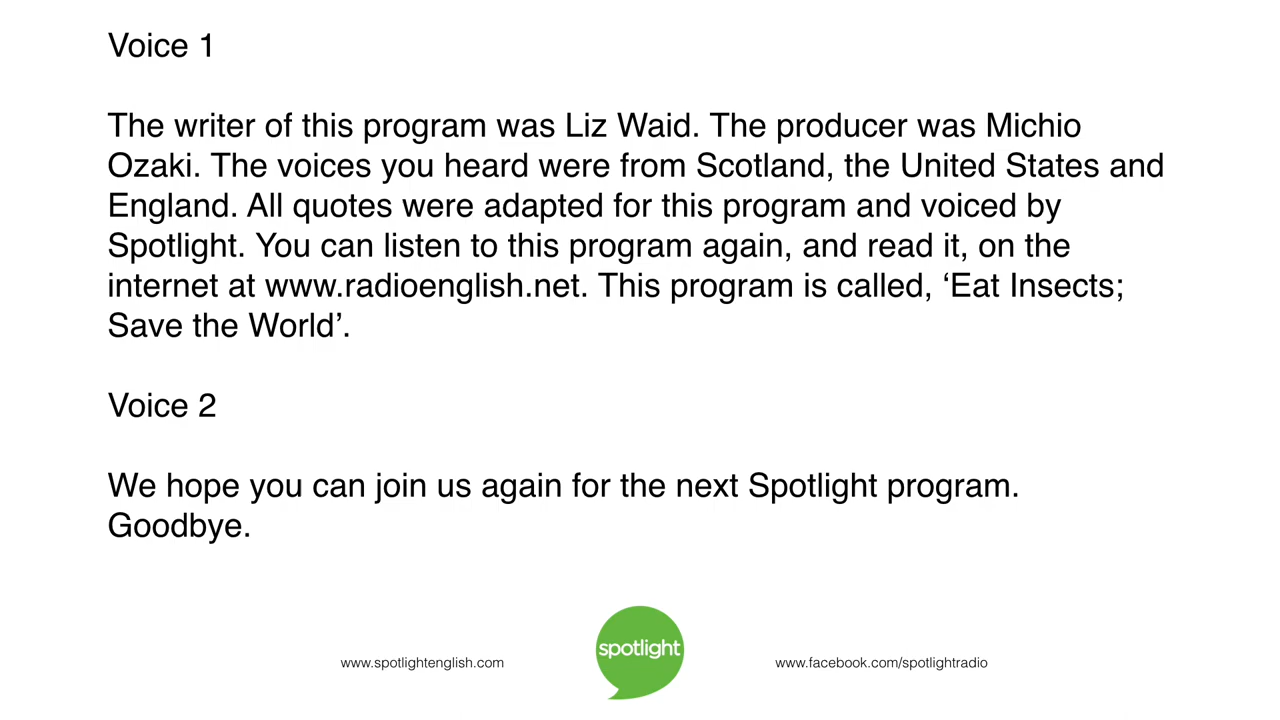 Voice 1
The writer of this program was Liz Waid. The producer was Michio
Ozaki. The voices you heard were from Scotland, the United States and
England. All quotes were adapted for this program and voiced by
Spotlight. You can listen to this program again, and read it, on the
internet at www.radioenglish.net. This program is called, ‘Eat Insects;
Save the World’.
Voice 2
We hope you can join us again for the next Spotlight program.
Goodbye.
www.spotlightenglish.com
spotlight
www.facebook.com/spotlightradio